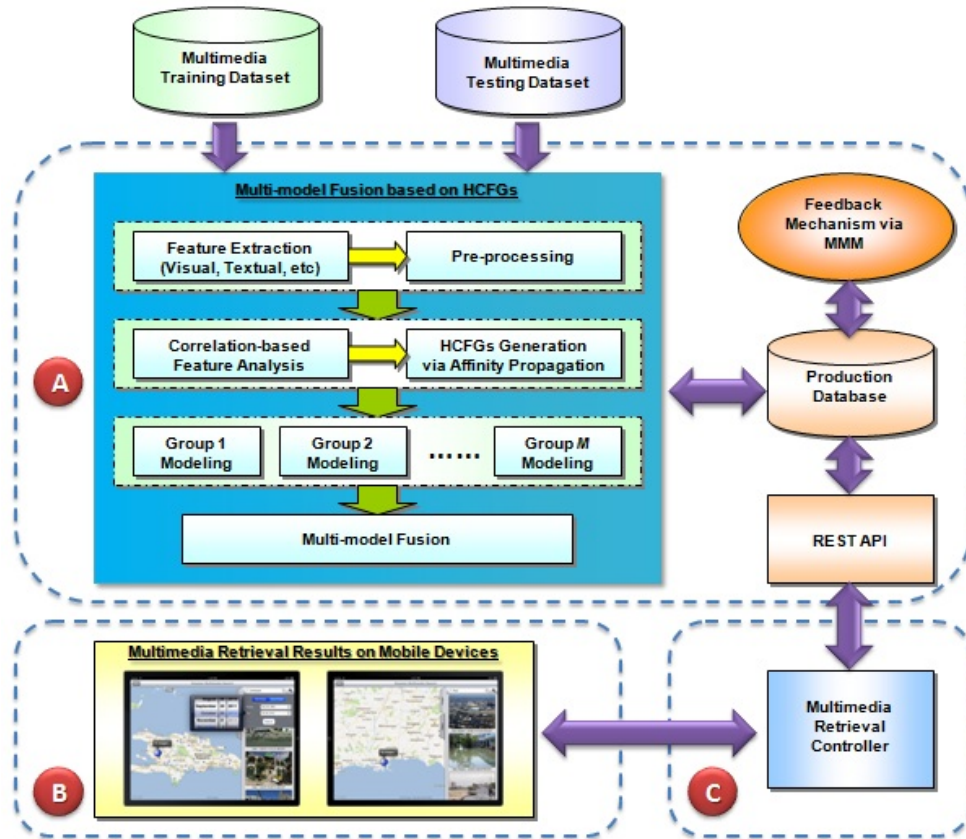 Multimedia
Training Dataset
Multimedia
Testing Dataset
Multi-model Fusion based on HCFGs
Feature Extraction
(Visual, Textual, etc)
Pre-processing
Correlation-based
Feature Analysis
HCFGs Generation
via Affinity Propagation
Group 1
Modeling
Group 2
Modeling
......
Group M
Modeling
Multi-model Fusion
Feedback
Mechanism via
MMM
Production
Database
REST API
A
Multimedia Retrieval Results on Mobile Devices
B
Multimedia
Retrieval
Controller
C